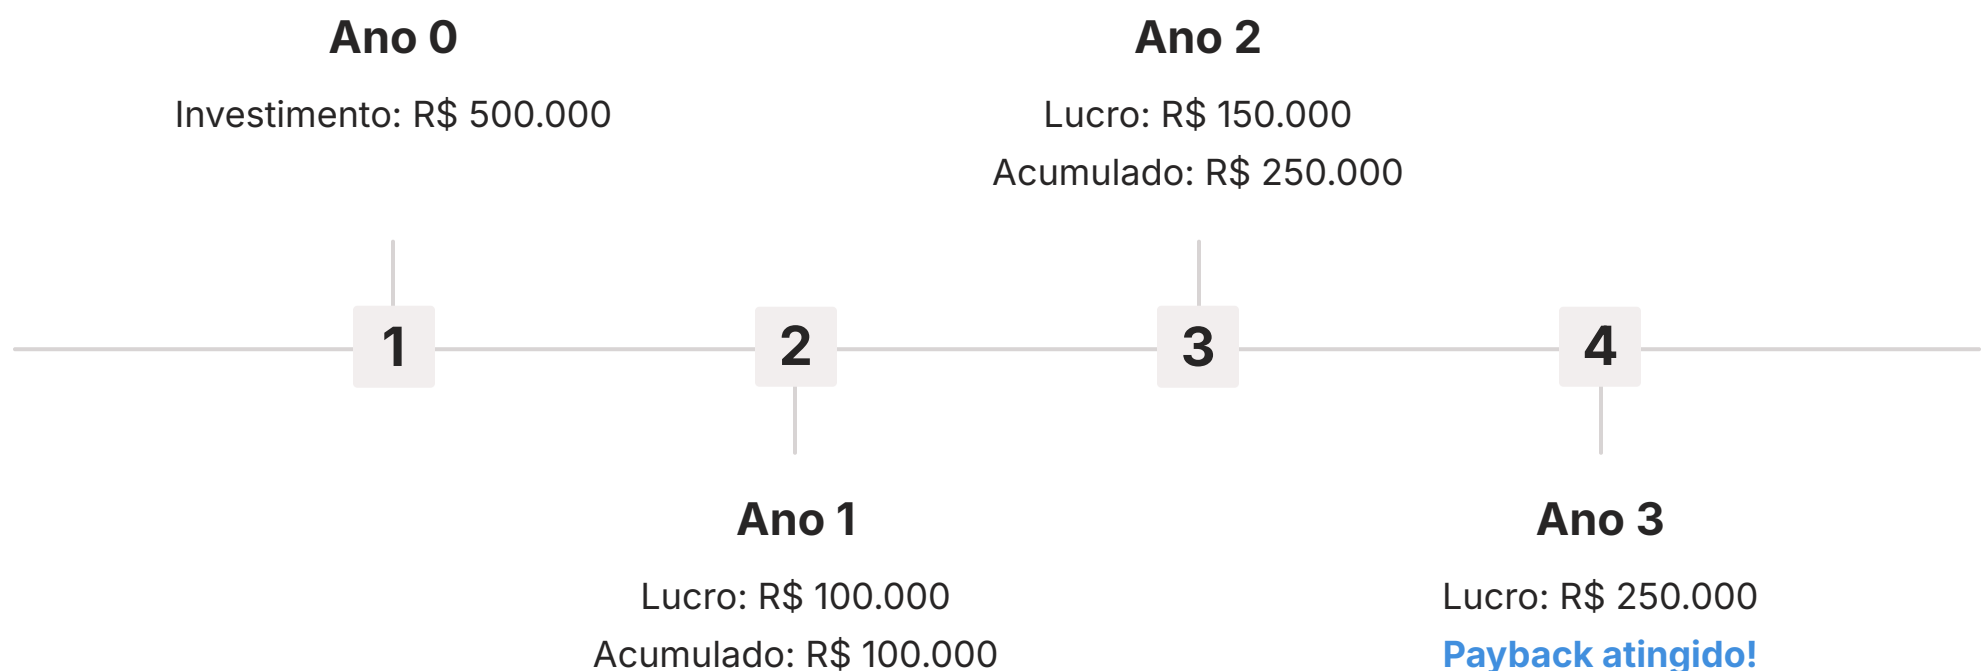 Ano 0
Investimento: R$ 500.000
Ano 2
Lucro: R$ 150.000
Acumulado: R$ 250.000
1
2
3
4
Ano 1
Lucro: R$ 100.000
Acumulado: R$ 100.000
Ano 3
Lucro: R$ 250.000
Payback atingido!